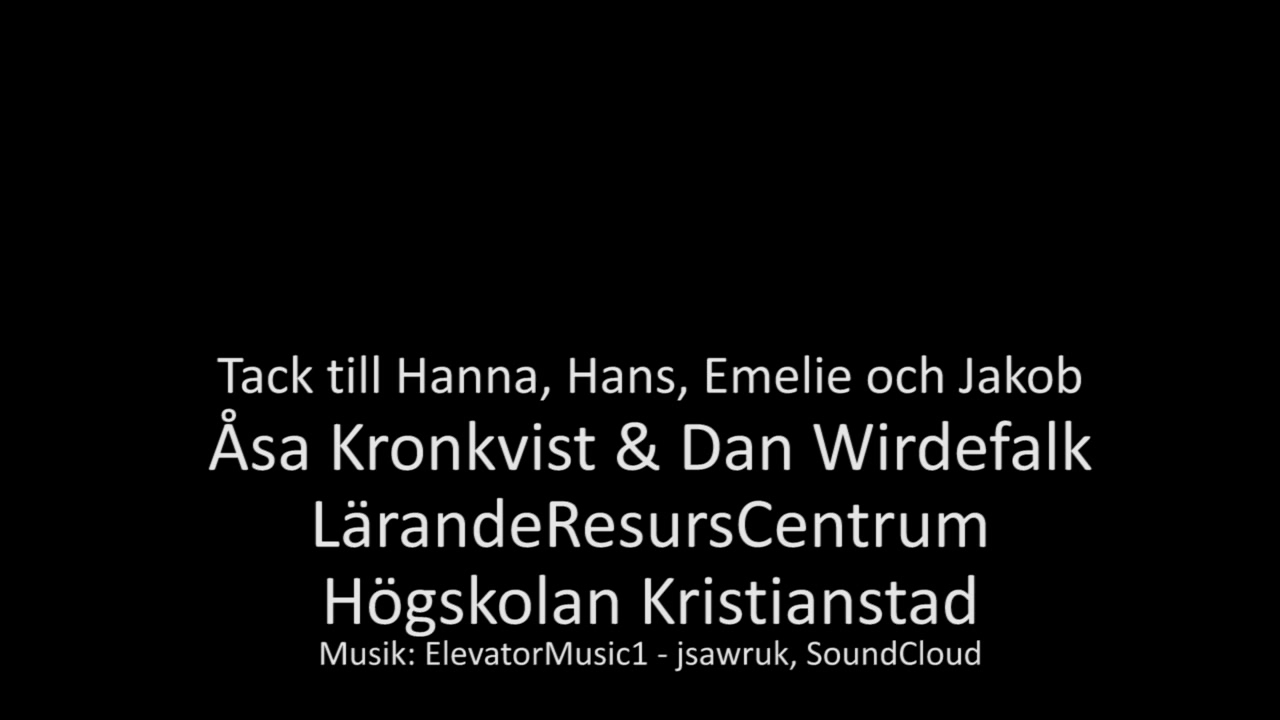 Tack till Hanna, Hans, Emelie och Jakob
Åsa Kronkvist & Dan Wirdefalk
LärandeResursCentrum
Högskolan Kristianstad
Musik: ElevatorMusic1 - jsawruk, SoundCloud